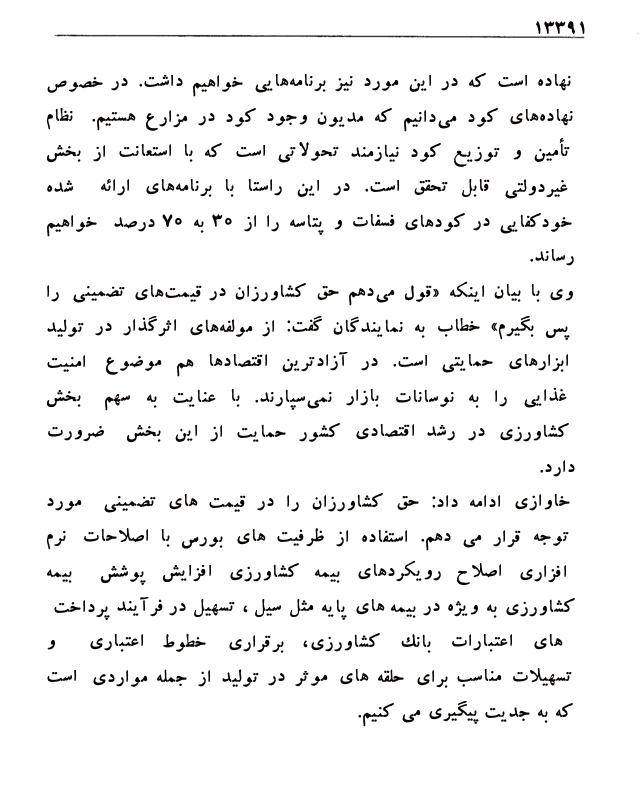 ۱۳۳۹۱
نهاده است که در این مورد نیز برنامه‌هایی خواهیم داشت. در خصوص
نهاده‌های کود می‌دانیم که مدیون وجود کود در مزارع هستیم. نظام
تأمین و توزیع کود نیازمند تحولاتی است که با استعانت از بخش
غیردولتی قابل تحقق است. در این راستا با برنامه‌های ارائه شده
خودکفایی در کودهای فسفات و پتاسه را از ۳۰ به ۷۰ درصد خواهیم
رساند.
وی با بیان اینکه «قول می‌دهم حق کشاورزان در قیمت‌های تضمینی را
پس بگیرم» خطاب به نمایندگان گفت: از مولفه‌های اثرگذار در تولید
ابزارهای حمایتی است. در آزادترین اقتصادها هم موضوع امنیت
غذایی را به نوسانات بازار نمی‌سپارند. با عنایت به سهم بخش
کشاورزی در رشد اقتصادی کشور حمایت از این بخش ضرورت
دارد.
خاوازی ادامه داد: حق کشاورزان را در قیمت های تضمینی مورد
توجه قرار می دهم. استفاده از ظرفیت های بورس با اصلاحات نرم
افزاری اصلاح رویکردهای بیمه کشاورزی افزایش پوشش بیمه
کشاورزی به ویژه در بیمه های پایه مثل سیل ، تسهیل در فرآیند پرداخت
های اعتبارات بانك کشاورزی، برقراری خطوط اعتباری و
تسهیلات مناسب برای حلقه های موثر در تولید از جمله مواردی است
که به جدیت پیگیری می کنیم.